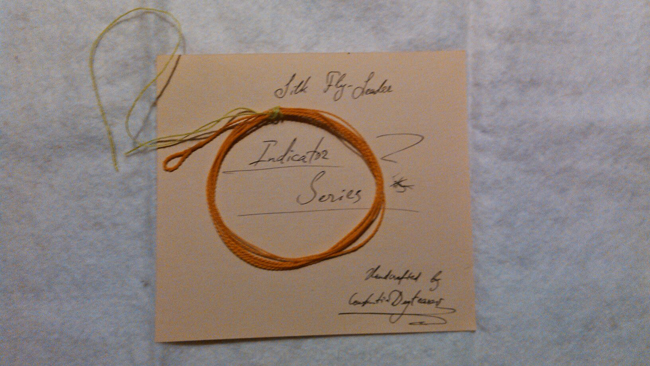 Silk Fly-Leader
Indicator
Series
Handcrafted by